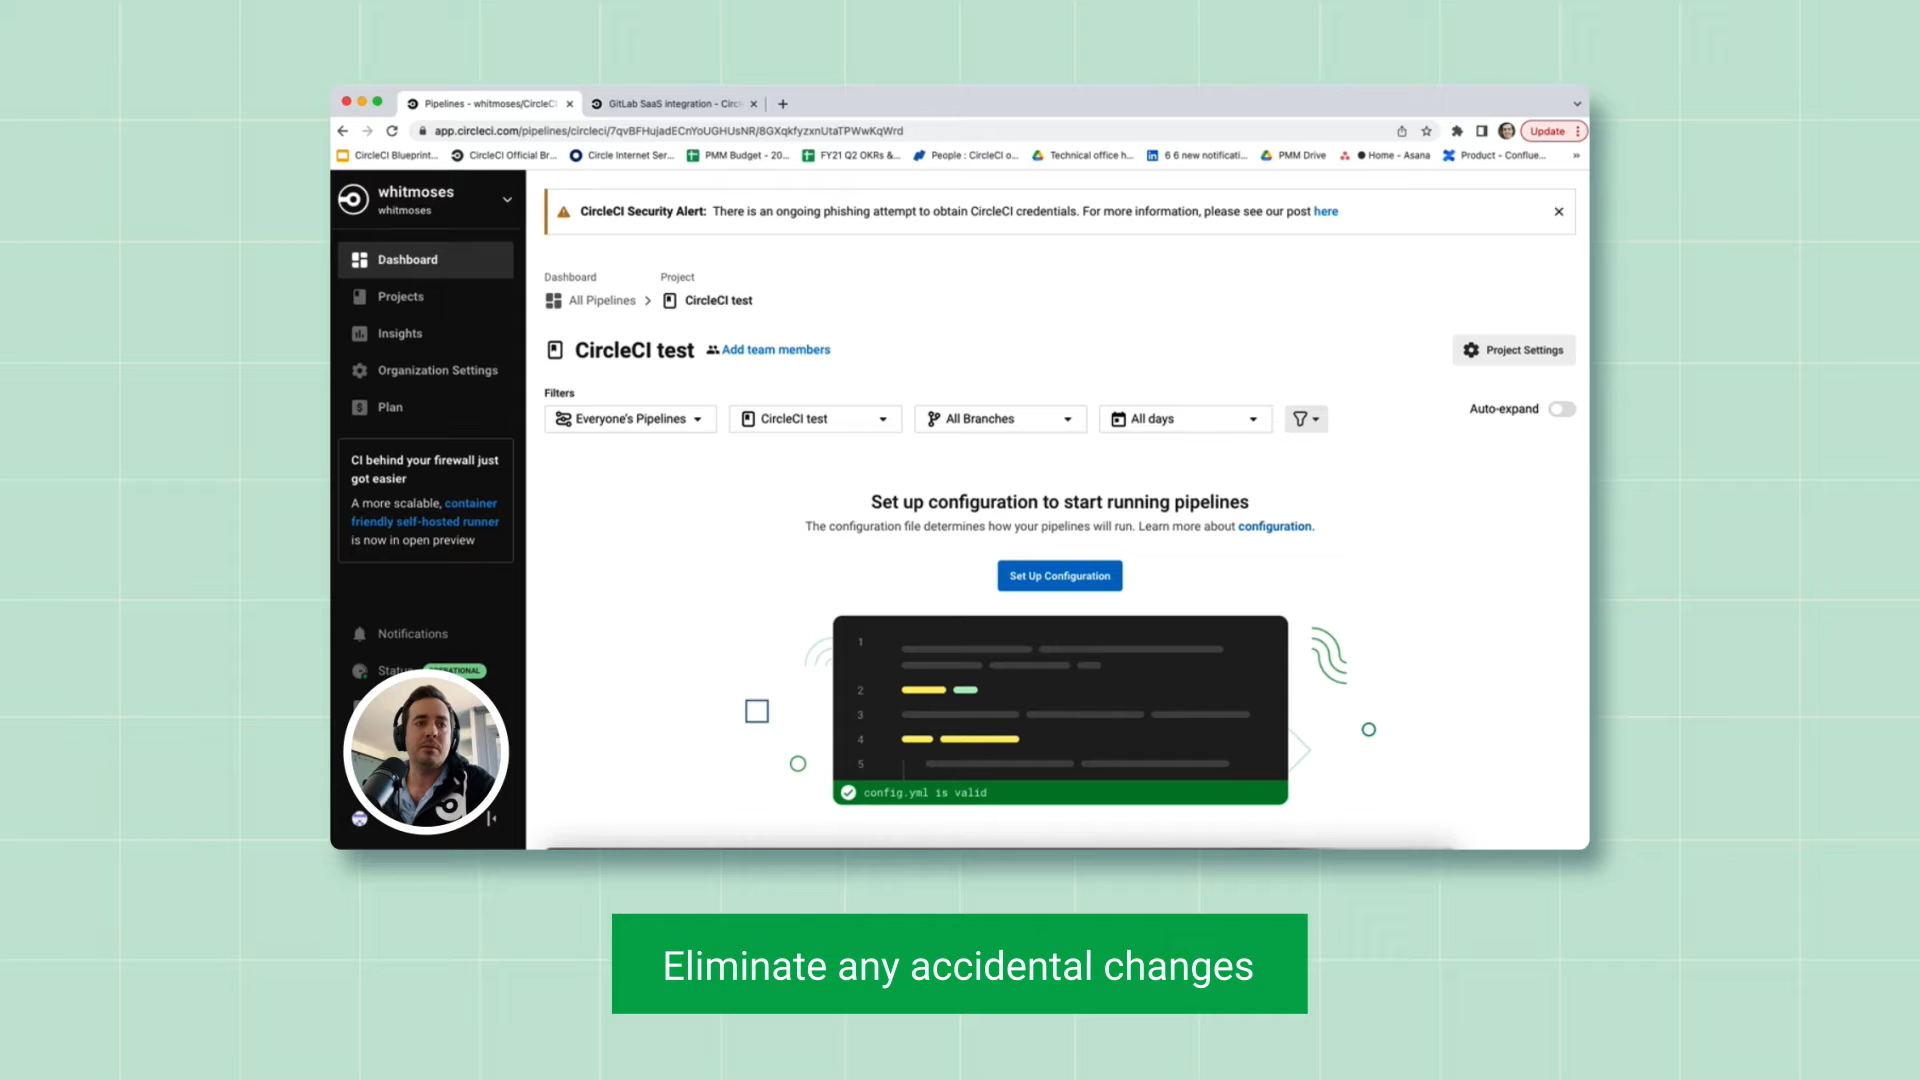 Pipelines - whitmoses/CircleCI
GitLab SaaS integration - Circl
app.circleci.com/pipelines/circleci/7qvBFHujadECnYoUGHUsNR/8GXqkfyzxnUtaTPWwKqWrd
Update
CircleCI Blueprint...
CircleCI Official Br...
Circle Internet Ser...
PMM Budget - 20...
FY21 Q2 OKRs &...
People : CircleCI o...
Technical office h...
6 6 new notificati...
PMM Drive
Home - Asana
Product - Conflue...
whitmoses
whitmoses
Dashboard
Projects
Insights
Organization Settings
Plan
CI behind your firewall just
got easier
A more scalable, container
friendly self-hosted runner
is now in open preview
Notifications
CircleCI Security Alert: There is an ongoing phishing attempt to obtain CircleCI credentials. For more information, please see our post here
Dashboard
Project
All Pipelines
CircleCI test
CircleCI test
Add team members
Project Settings
Filters
Everyone's Pipelines
CircleCI test
All Branches
All days
Auto-expand
Set up configuration to start running pipelines
The configuration file determines how your pipelines will run. Learn more about configuration.
Set Up Configuration
1
2
3
4
5
config.yml is valid
Eliminate any accidental changes